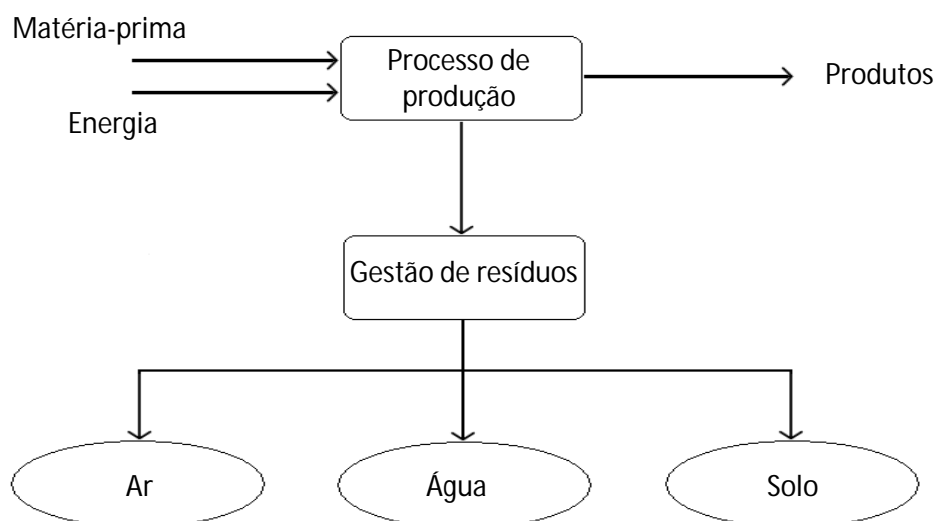 Matéria-prima
Energia
Processo de
produção
Produtos
Gestão de resíduos
Ar
Água
Solo